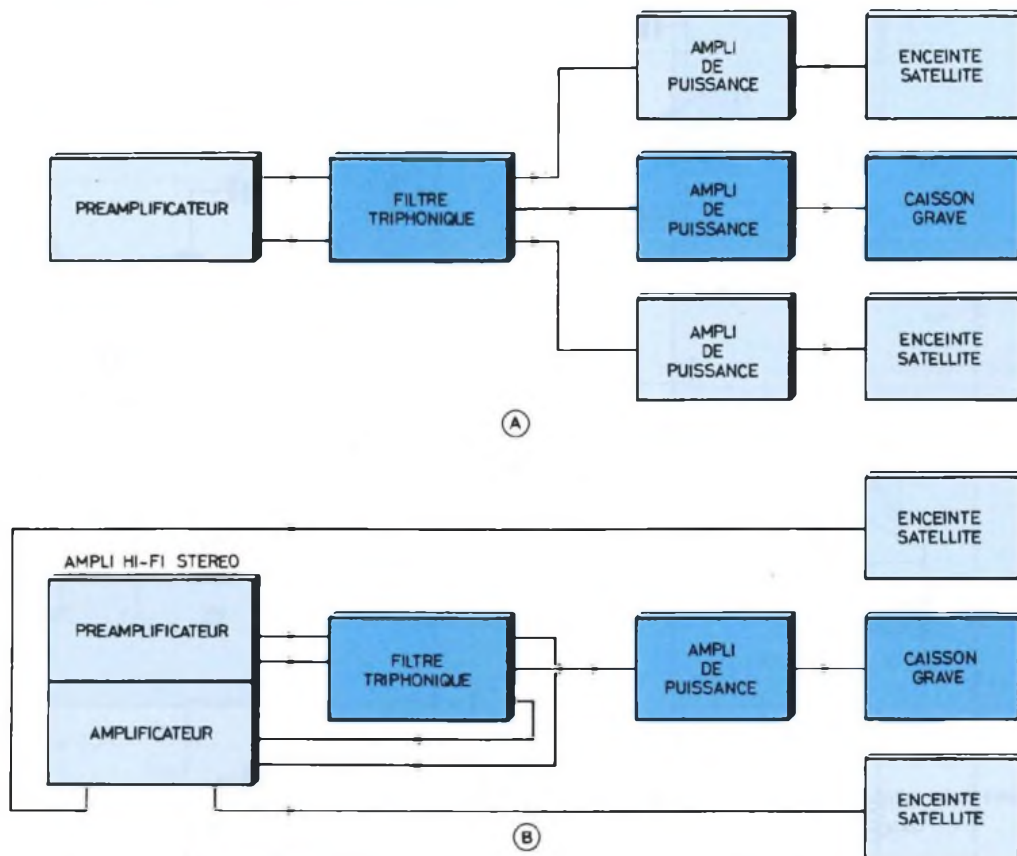 AMPLI
DE
PUISSANCE
ENCEINTE
SATELLITE
PREAMPLIFICATEUR
FILTRE
TRIPHONIQUE
AMPLI
DE
PUISSANCE
CAISSON
GRAVE
AMPLI
DE
PUISSANCE
ENCEINTE
SATELLITE
A
ENCEINTE
SATELLITE
AMPLI HI-FI STEREO
PREAMPLIFICATEUR
FILTRE
TRIPHONIQUE
AMPLI
DE
PUISSANCE
CAISSON
GRAVE
AMPLIFICATEUR
ENCEINTE
SATELLITE
B